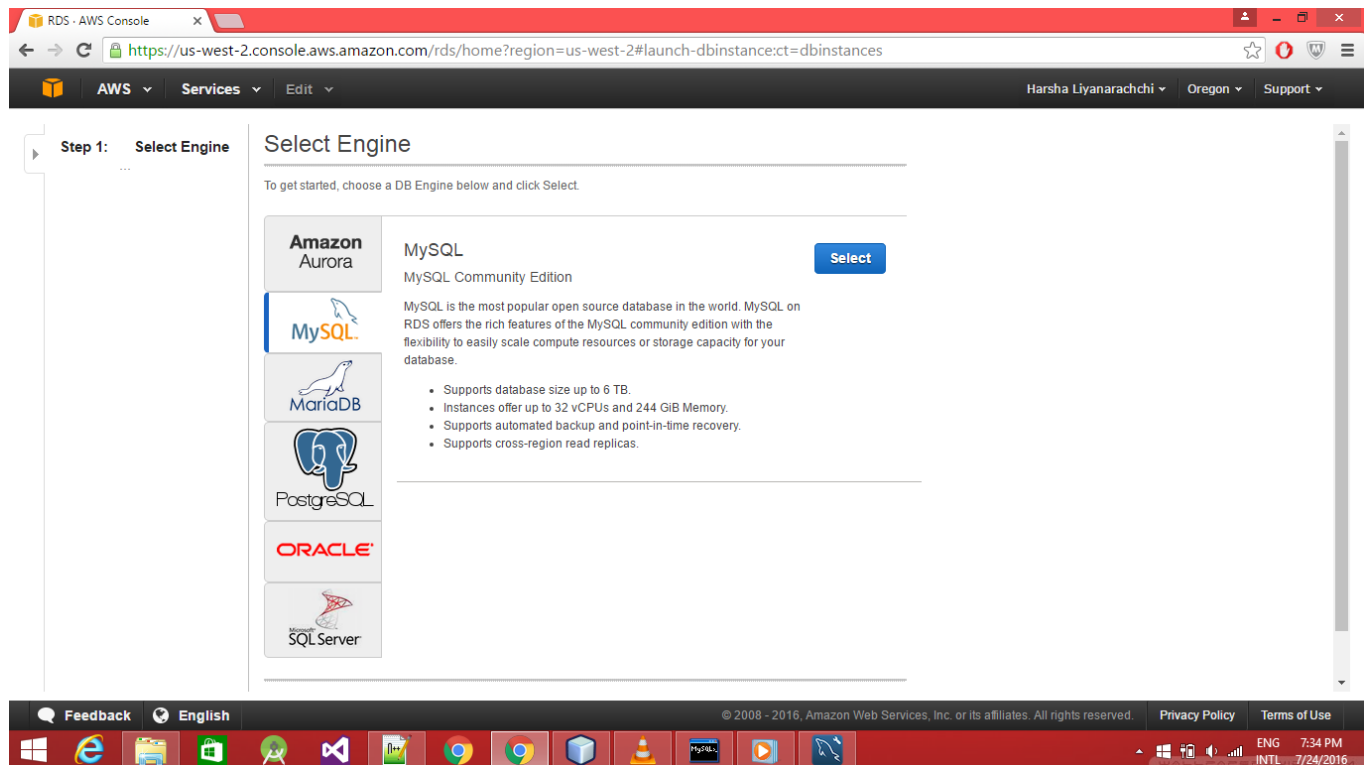 RDS - AWS Console
https://us-west-2.console.aws.amazon.com/rds/home?region=us-west-2#launch-dbinstance:ct=dbinstances
AWS Services Edit Harsha Liyanarachchi Oregon Support
Step 1: Select Engine
...
Select Engine
To get started, choose a DB Engine below and click Select.
Amazon
Aurora
MySQL
MariaDB
PostgreSQL
ORACLE
Microsoft
SQL Server
MySQL
Select
MySQL Community Edition
MySQL is the most popular open source database in the world. MySQL on
RDS offers the rich features of the MySQL community edition with the
flexibility to easily scale compute resources or storage capacity for your
database.
• Supports database size up to 6 TB.
• Instances offer up to 32 vCPUs and 244 GiB Memory.
• Supports automated backup and point-in-time recovery.
• Supports cross-region read replicas.
Feedback English © 2008 - 2016, Amazon Web Services, Inc. or its affiliates. All rights reserved. Privacy Policy Terms of Use
ENG 7:34 PM
INTL 7/24/2016